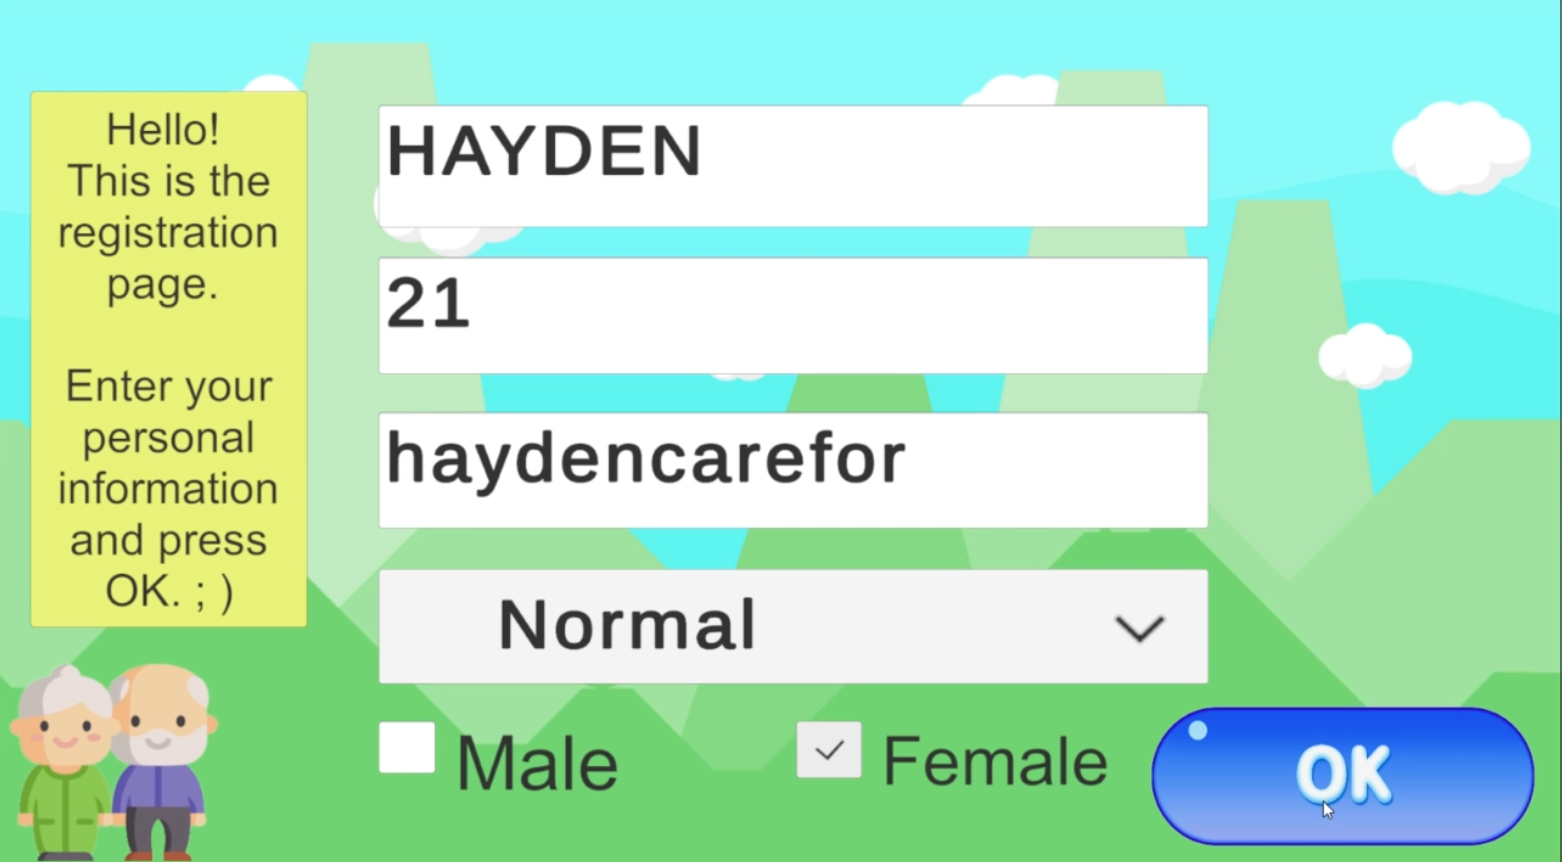 Hello!
This is the
registration
page.
Enter your
personal
information
and press
OK. ; )
HAYDEN
21
haydencarefor
Normal
Male
Female
OK